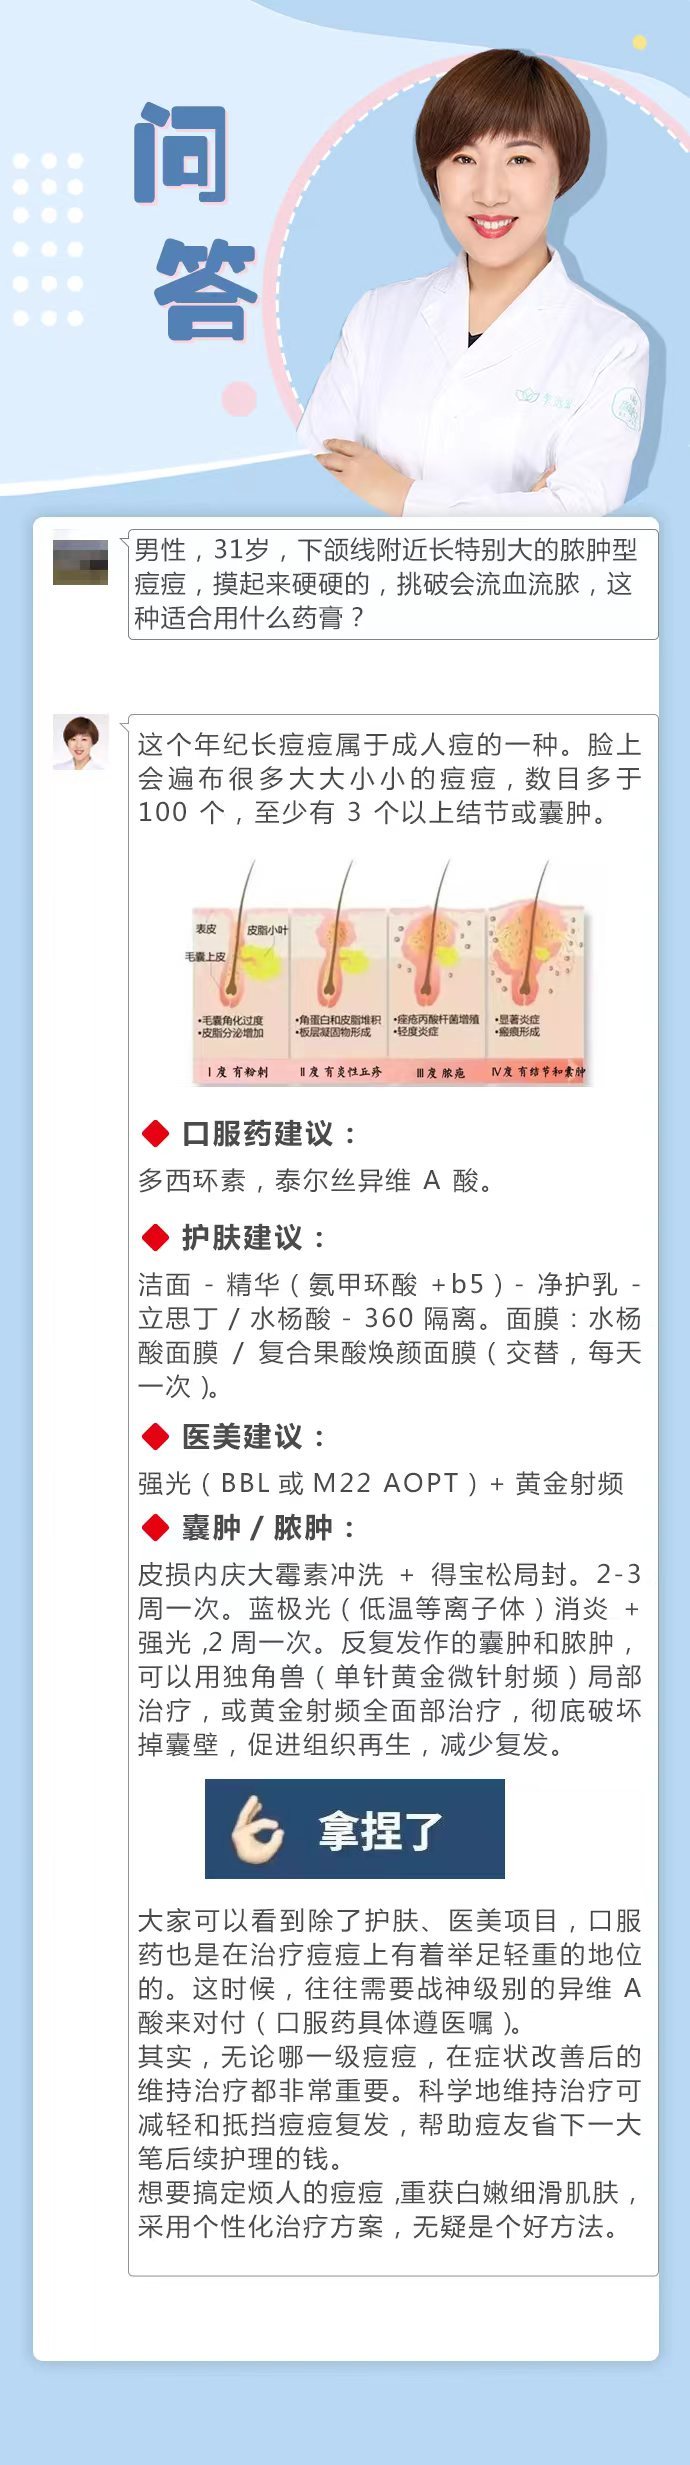 问
答
男性，31岁，下颌线附近长特别大的脓肿型
痘痘，摸起来硬硬的，挑破会流血流脓，这
种适合用什么药膏？
这个年纪长痘痘属于成人痘的一种。脸上
会遍布很多大大小小的痘痘，数目多于
100 个，至少有 3 个以上结节或囊肿。
表皮
皮脂小叶
毛囊上皮
•毛囊角化过度
•皮脂分泌增加
•角蛋白和皮脂堆积
•板层凝固物形成
•痤疮丙酸杆菌增殖
•轻度炎症
•显著炎症
•瘢痕形成
Ⅰ度 有粉刺
Ⅱ度 有炎性丘疹
Ⅲ度 脓疱
Ⅳ度 有结节和囊肿
口服药建议：
多西环素，泰尔丝异维 A 酸。
护肤建议：
洁面 - 精华（氨甲环酸 +b5）- 净护乳 -
立思丁 / 水杨酸 - 360 隔离。面膜：水杨
酸面膜 / 复合果酸焕颜面膜（交替，每天
一次）。
医美建议：
强光（BBL 或 M22 AOPT）+ 黄金射频
囊肿 / 脓肿：
皮损内庆大霉素冲洗 + 得宝松局封。2-3
周一次。蓝极光（低温等离子体）消炎 +
强光 ,2 周一次。反复发作的囊肿和脓肿，
可以用独角兽（单针黄金微针射频）局部
治疗，或黄金射频全面部治疗，彻底破坏
掉囊壁，促进组织再生，减少复发。
拿捏了
大家可以看到除了护肤、医美项目，口服
药也是在治疗痘痘上有着举足轻重的地位
的。这时候，往往需要战神级别的异维 A
酸来对付（口服药具体遵医嘱）。
其实，无论哪一级痘痘，在症状改善后的
维持治疗都非常重要。科学地维持治疗可
减轻和抵挡痘痘复发，帮助痘友省下一大
笔后续护理的钱。
想要搞定烦人的痘痘 ,重获白嫩细滑肌肤，
采用个性化治疗方案，无疑是个好方法。